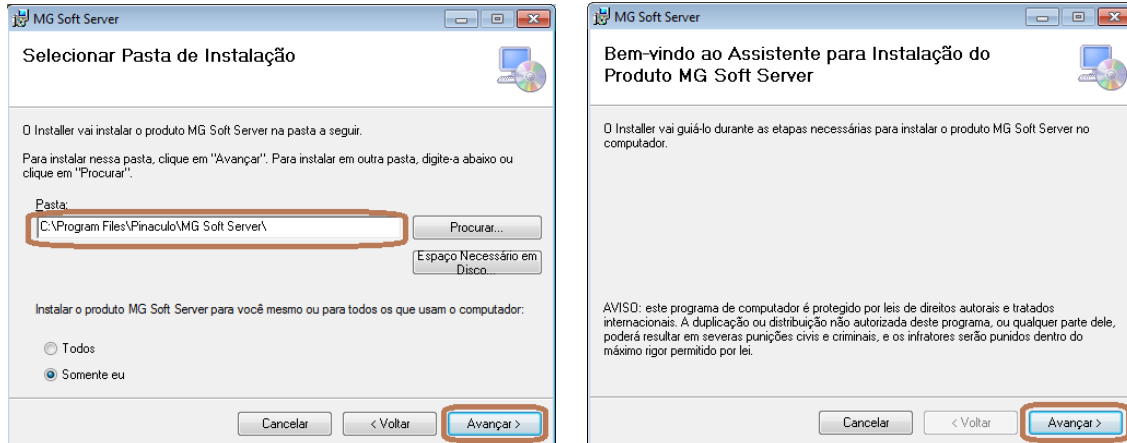 MG Soft Server
Selecionar Pasta de Instalação
O Installer vai instalar o produto MG Soft Server na pasta a seguir.
Para instalar nessa pasta, clique em "Avançar". Para instalar em outra pasta, digite-a abaixo ou
clique em "Procurar".
Pasta:
C:\Program Files\Pinaculo\MG Soft Server\
Procurar...
Espaço Necessário em
Disco...
Instalar o produto MG Soft Server para você mesmo ou para todos os que usam o computador:
Todos
Somente eu
Cancelar
< Voltar
Avançar >
MG Soft Server
Bem-vindo ao Assistente para Instalação do
Produto MG Soft Server
O Installer vai guiá-lo durante as etapas necessárias para instalar o produto MG Soft Server no
computador.
AVISO: este programa de computador é protegido por leis de direitos autorais e tratados
internacionais. A duplicação ou distribuição não autorizada deste programa, ou qualquer parte dele,
poderá resultar em severas punições civis e criminais, e os infratores serão punidos dentro do
máximo rigor permitido por lei.
Cancelar
< Voltar
Avançar >